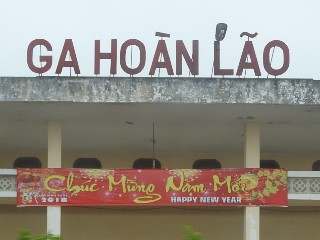 GA HOÀN LÃO
Chúc Mừng Năm Mới
2018
HAPPY NEW YEAR